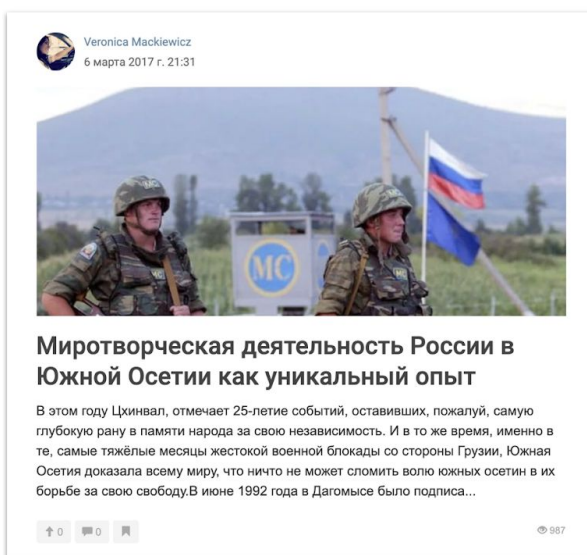 Veronica Mackiewicz
6 марта 2017 г. 21:31
МС
МС
МС
Миротворческая деятельность России в
Южной Осетии как уникальный опыт
В этом году Цхинвал, отмечает 25-летие событий, оставивших, пожалуй, самую
глубокую рану в памяти народа за свою независимость. И в то же время, именно в
те, самые тяжёлые месяцы жестокой военной блокады со стороны Грузии, Южная
Осетия доказала всему миру, что ничто не может сломить волю южных осетин в их
борьбе за свою свободу.В июне 1992 года в Дагомысе было подписа...
0
0
987